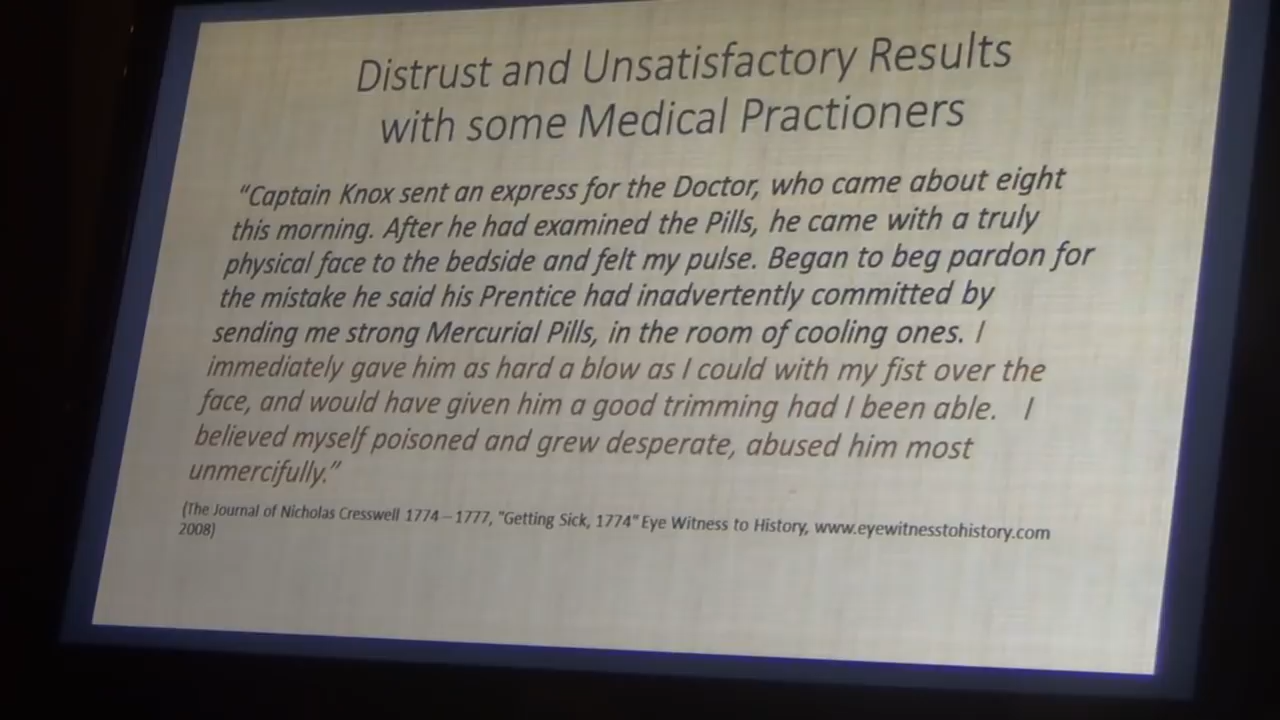 Distrust and Unsatisfactory Results
with some Medical Practioners
“Captain Knox sent an express for the Doctor, who came about eight
this morning. After he had examined the Pills, he came with a truly
physical face to the bedside and felt my pulse. Began to beg pardon for
the mistake he said his Prentice had inadvertently committed by
sending me strong Mercurial Pills, in the room of cooling ones. I
immediately gave him as hard a blow as I could with my fist over the
face, and would have given him a good trimming had I been able. I
believed myself poisoned and grew desperate, abused him most
unmercifully.”
(The Journal of Nicholas Cresswell 1774–1777, "Getting Sick, 1774" Eye Witness to History, www.eyewitnesstohistory.com
2008)